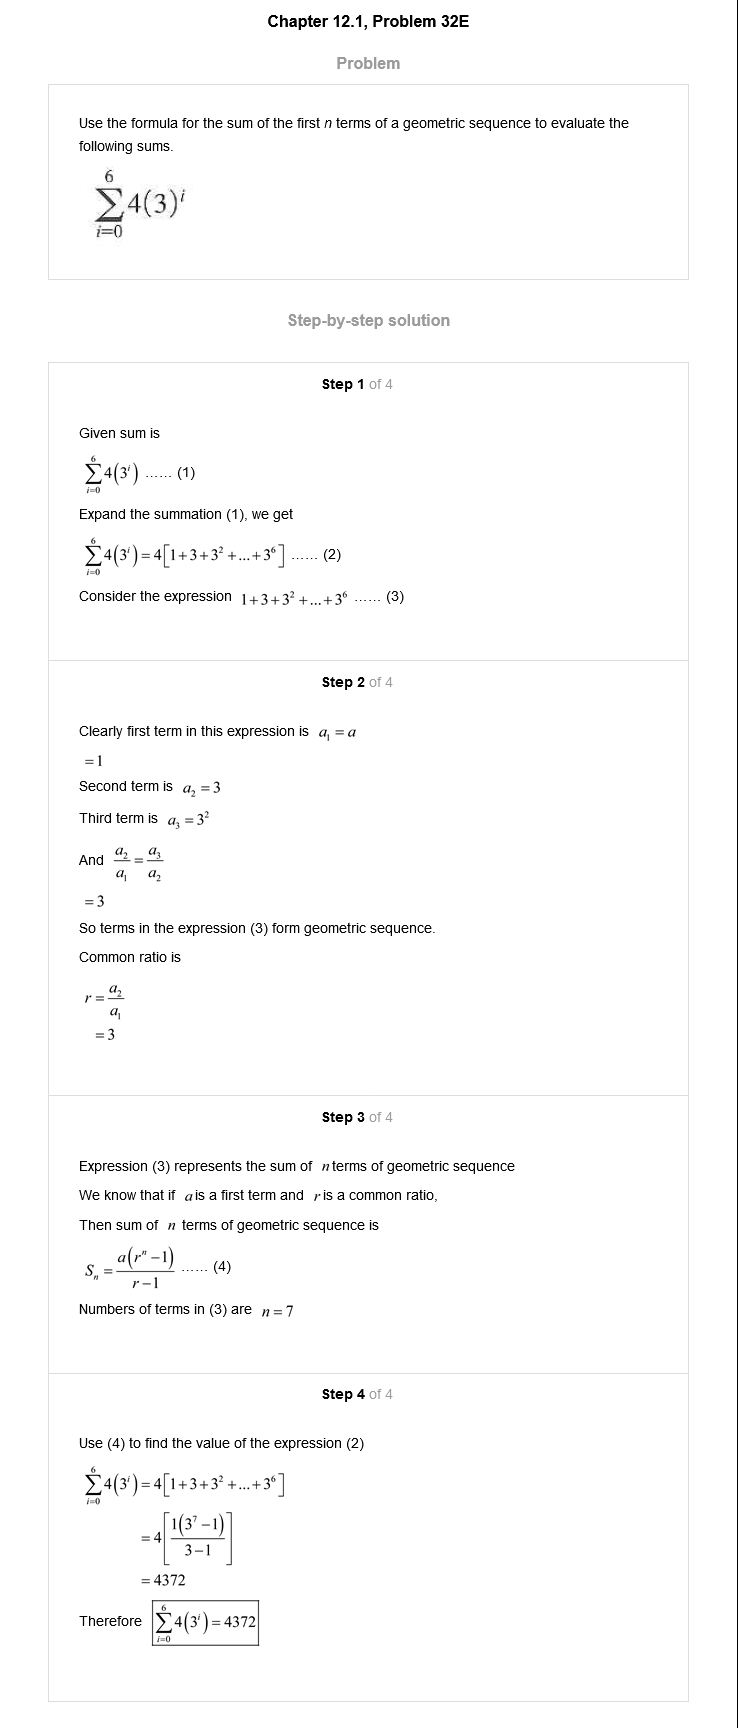 Chapter 12.1, Problem 32E
Problem
Use the formula for the sum of the first n terms of a geometric sequence to evaluate the
following sums.
\sum_{i=0}^{6} 4(3)^i
Step-by-step solution
Step 1 of 4
Given sum is
\sum_{i=0}^{6} 4(3^i) ...... (1)
Expand the summation (1), we get
\sum_{i=0}^{6} 4(3^i) = 4[1+3+3^2+...+3^6] ...... (2)
Consider the expression 1+3+3^2+...+3^6 ...... (3)
Step 2 of 4
Clearly first term in this expression is a_1 = a
= 1
Second term is a_2 = 3
Third term is a_3 = 3^2
And \frac{a_2}{a_1} = \frac{a_3}{a_2}
= 3
So terms in the expression (3) form geometric sequence.
Common ratio is
r = \frac{a_2}{a_1}
= 3
Step 3 of 4
Expression (3) represents the sum of n terms of geometric sequence
We know that if a is a first term and r is a common ratio,
Then sum of n terms of geometric sequence is
S_n = \frac{a(r^n-1)}{r-1} ...... (4)
Numbers of terms in (3) are n = 7
Step 4 of 4
Use (4) to find the value of the expression (2)
\sum_{i=0}^{6} 4(3^i) = 4[1+3+3^2+...+3^6]
= 4[\frac{1(3^7-1)}{3-1}]
= 4372
Therefore \sum_{i=0}^{6} 4(3^i) = 4372